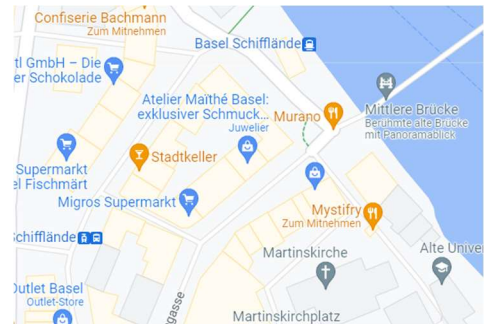 Confiserie Bachmann
Zum Mitnehmen
Basel Schifflände
tl GmbH – Die
er Schokolade
Atelier Maïthé Basel:
exklusiver Schmuck...
Juwelier
Murano
Mittlere Brücke
Berühmte alte Brücke
mit Panoramablick
Stadtkeller
Supermarkt
el Fischmärt
Migros Supermarkt
Mystifry
Zum Mitnehmen
Schifflände
Martinskirche
Alte Univer
Outlet Basel
Outlet-Store
gasse
Martinskirchplatz